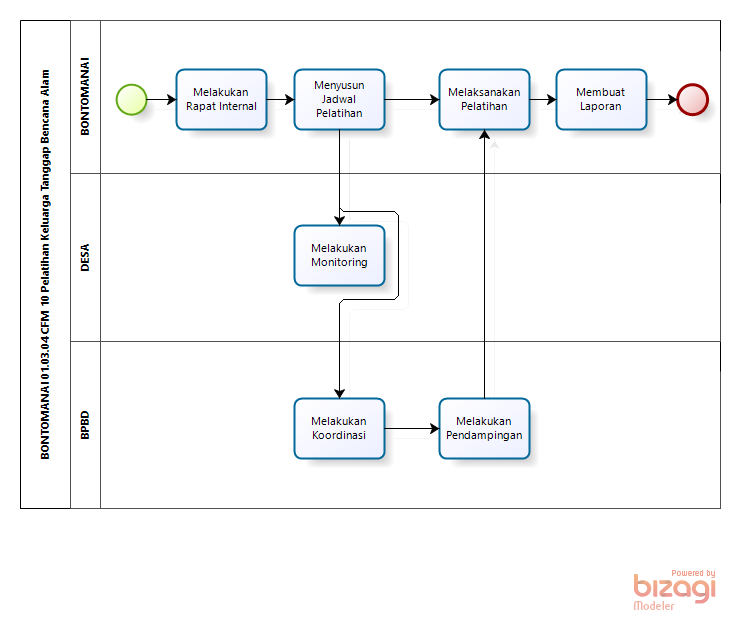 BONTOMANAI 01.03.04 CFM 10 Pelatihan Keluarga Tanggap Bencana Alam
BONTOMANAI
Melakukan
Rapat Internal
Menyusun
Jadwal
Pelatihan
Melaksanakan
Pelatihan
Membuat
Laporan
DESA
Melakukan
Monitoring
BPBD
Melakukan
Koordinasi
Melakukan
Pendampingan
Powered by
bizagi
Modeler